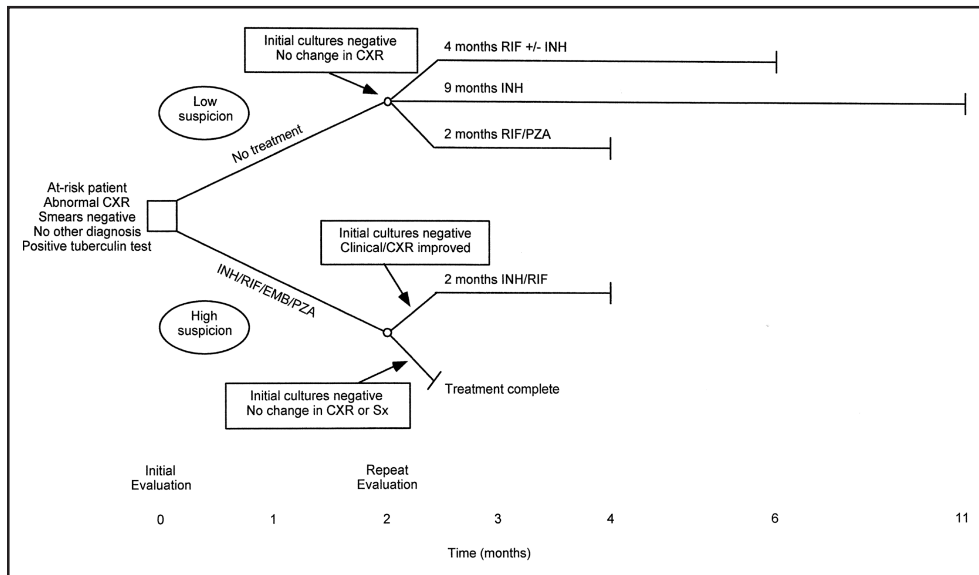 Initial cultures negative
No change in CXR
4 months RIF +/- INH
9 months INH
2 months RIF/PZA
Low
suspicion
No treatment
At-risk patient
Abnormal CXR
Smears negative
No other diagnosis
Positive tuberculin test
Initial cultures negative
Clinical/CXR improved
INH/RIF/EMB/PZA
2 months INH/RIF
High
suspicion
Initial cultures negative
No change in CXR or Sx
Treatment complete
Initial
Evaluation
Repeat
Evaluation
0 1 2 3 4 6 11
Time (months)